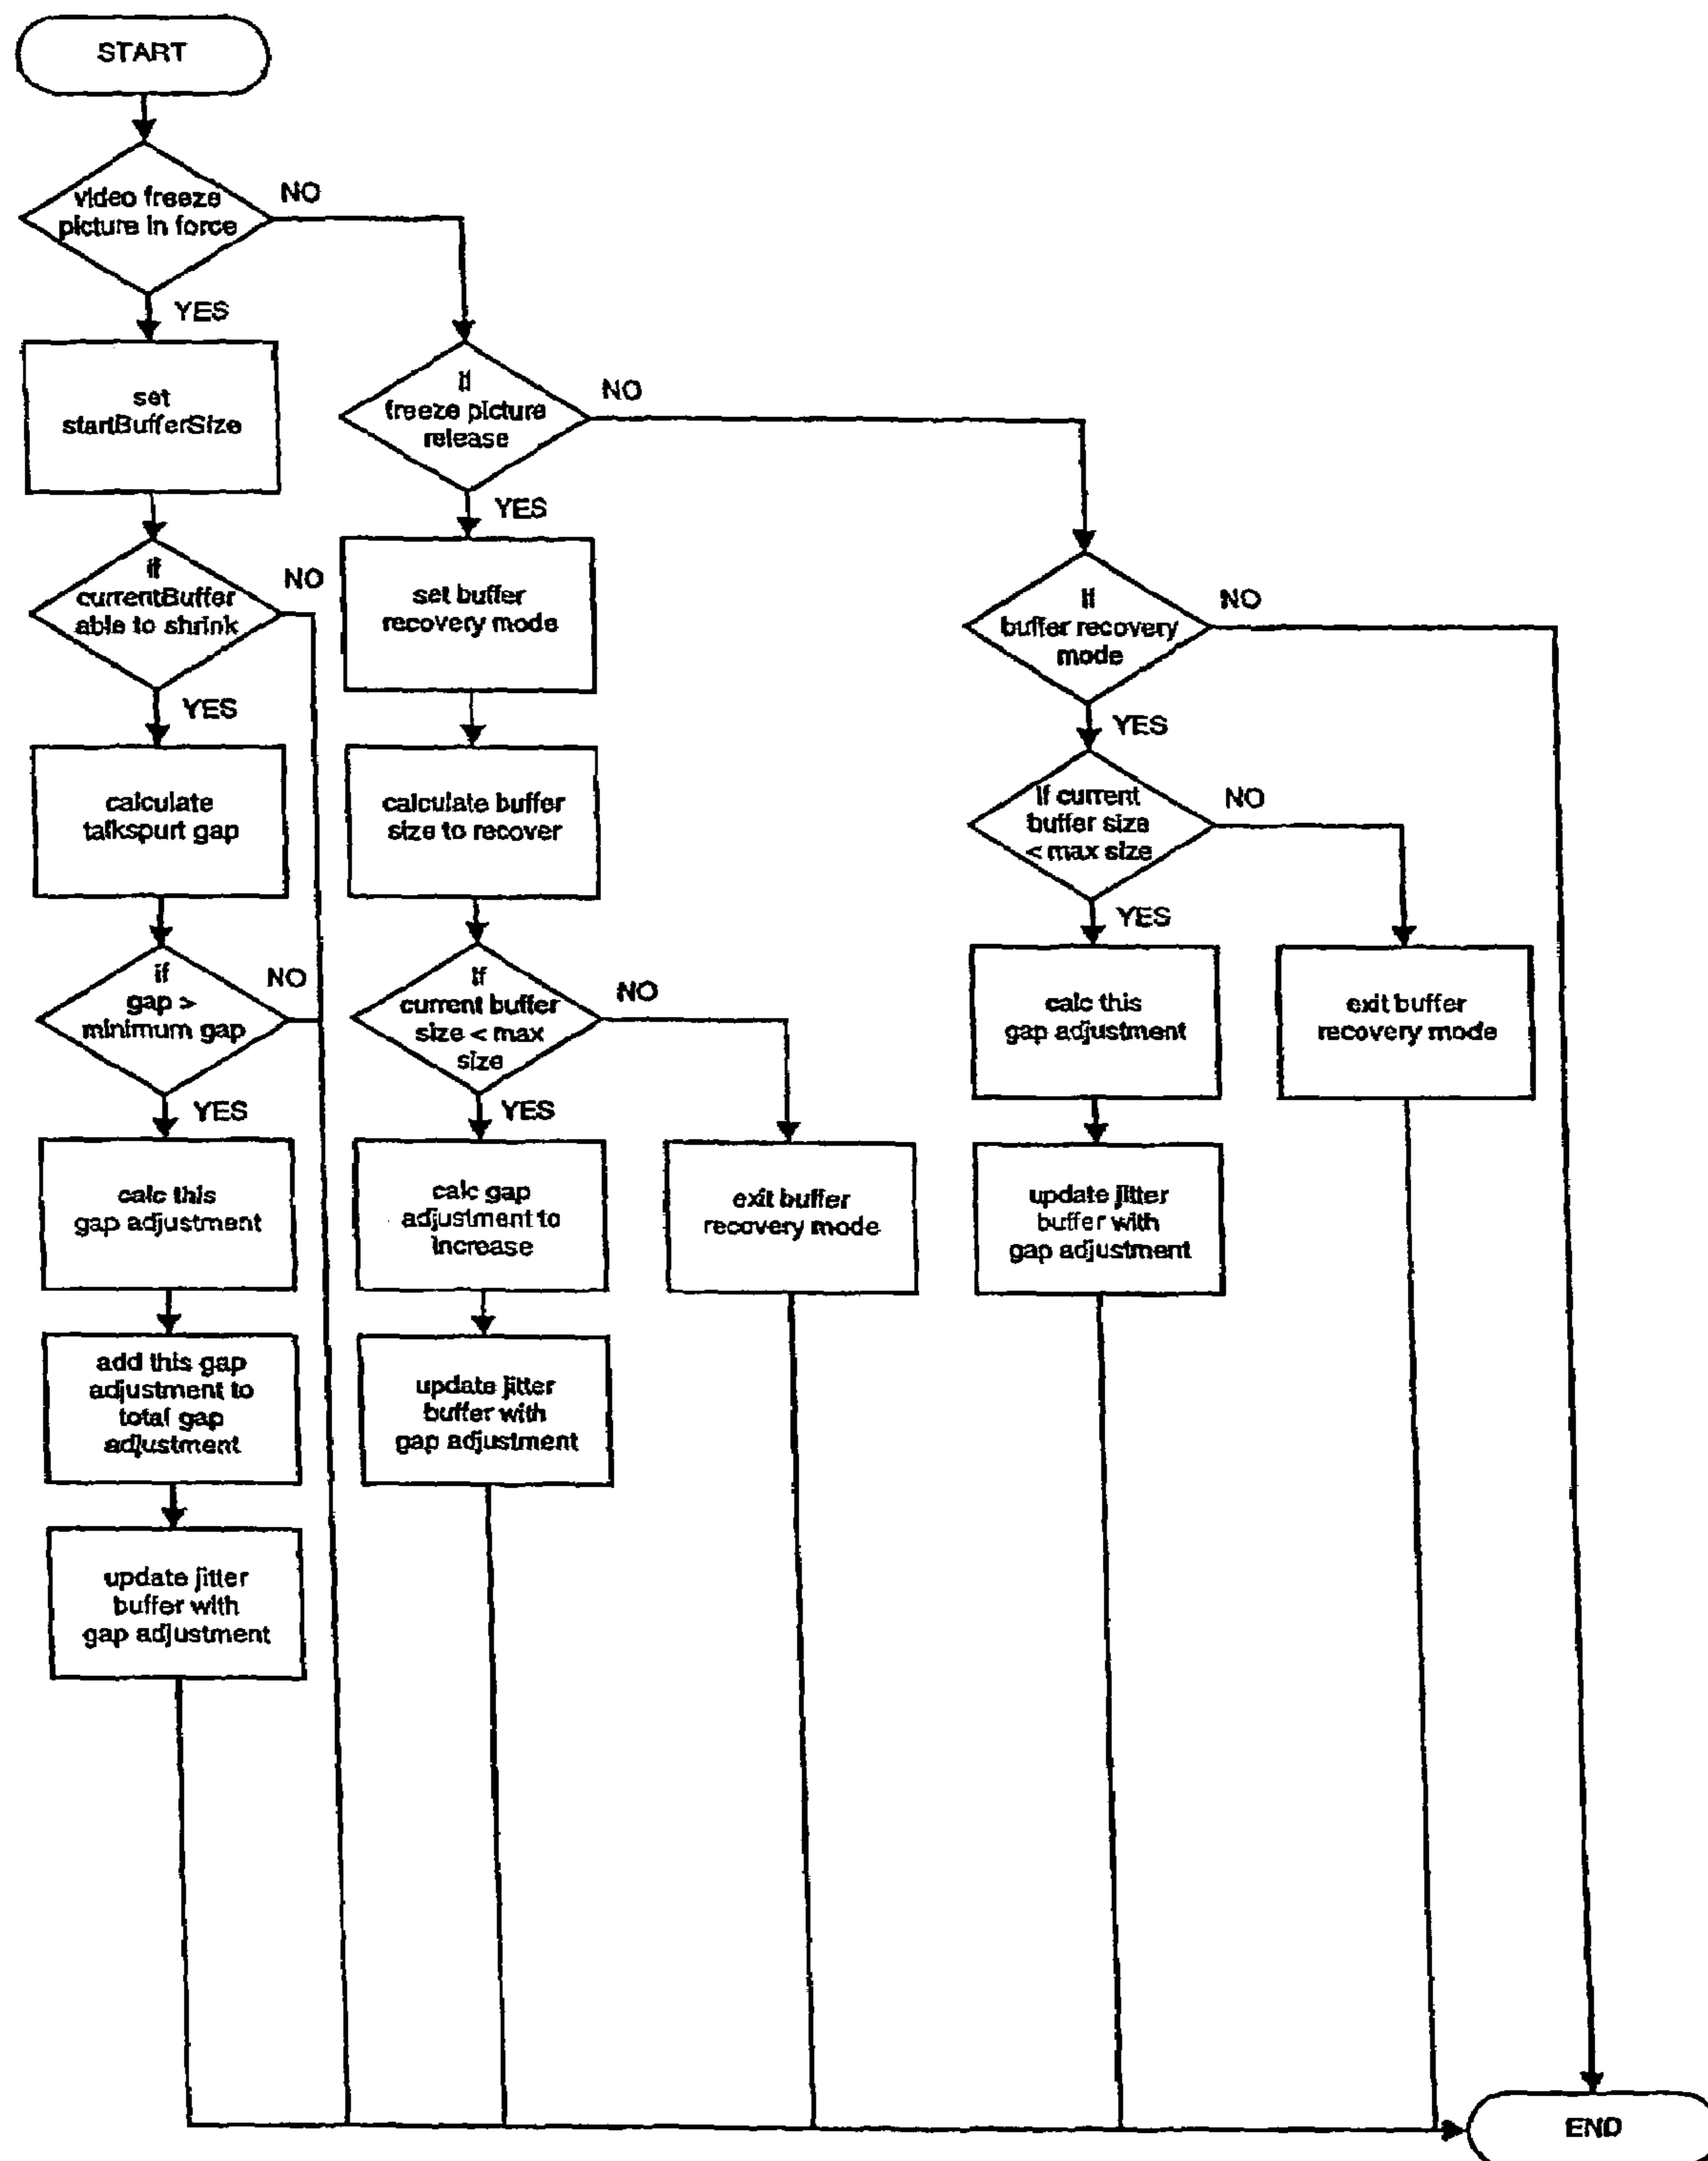 START
video freeze
picture in force
NO
YES
set
startBufferSize
if
freeze picture
release
NO
YES
if
currentBuffer
able to shrink
NO
YES
set buffer
recovery mode
if
buffer recovery
mode
NO
YES
calculate
talkspurt gap
calculate buffer
size to recover
if current
buffer size
< max size
NO
YES
if
gap >
minimum gap
NO
YES
if
current buffer
size < max
size
NO
YES
calc this
gap adjustment
exit buffer
recovery mode
calc this
gap adjustment
calc gap
adjustment to
increase
exit buffer
recovery mode
update jitter
buffer with
gap adjustment
add this gap
adjustment to
total gap
adjustment
update jitter
buffer with
gap adjustment
update jitter
buffer with
gap adjustment
END